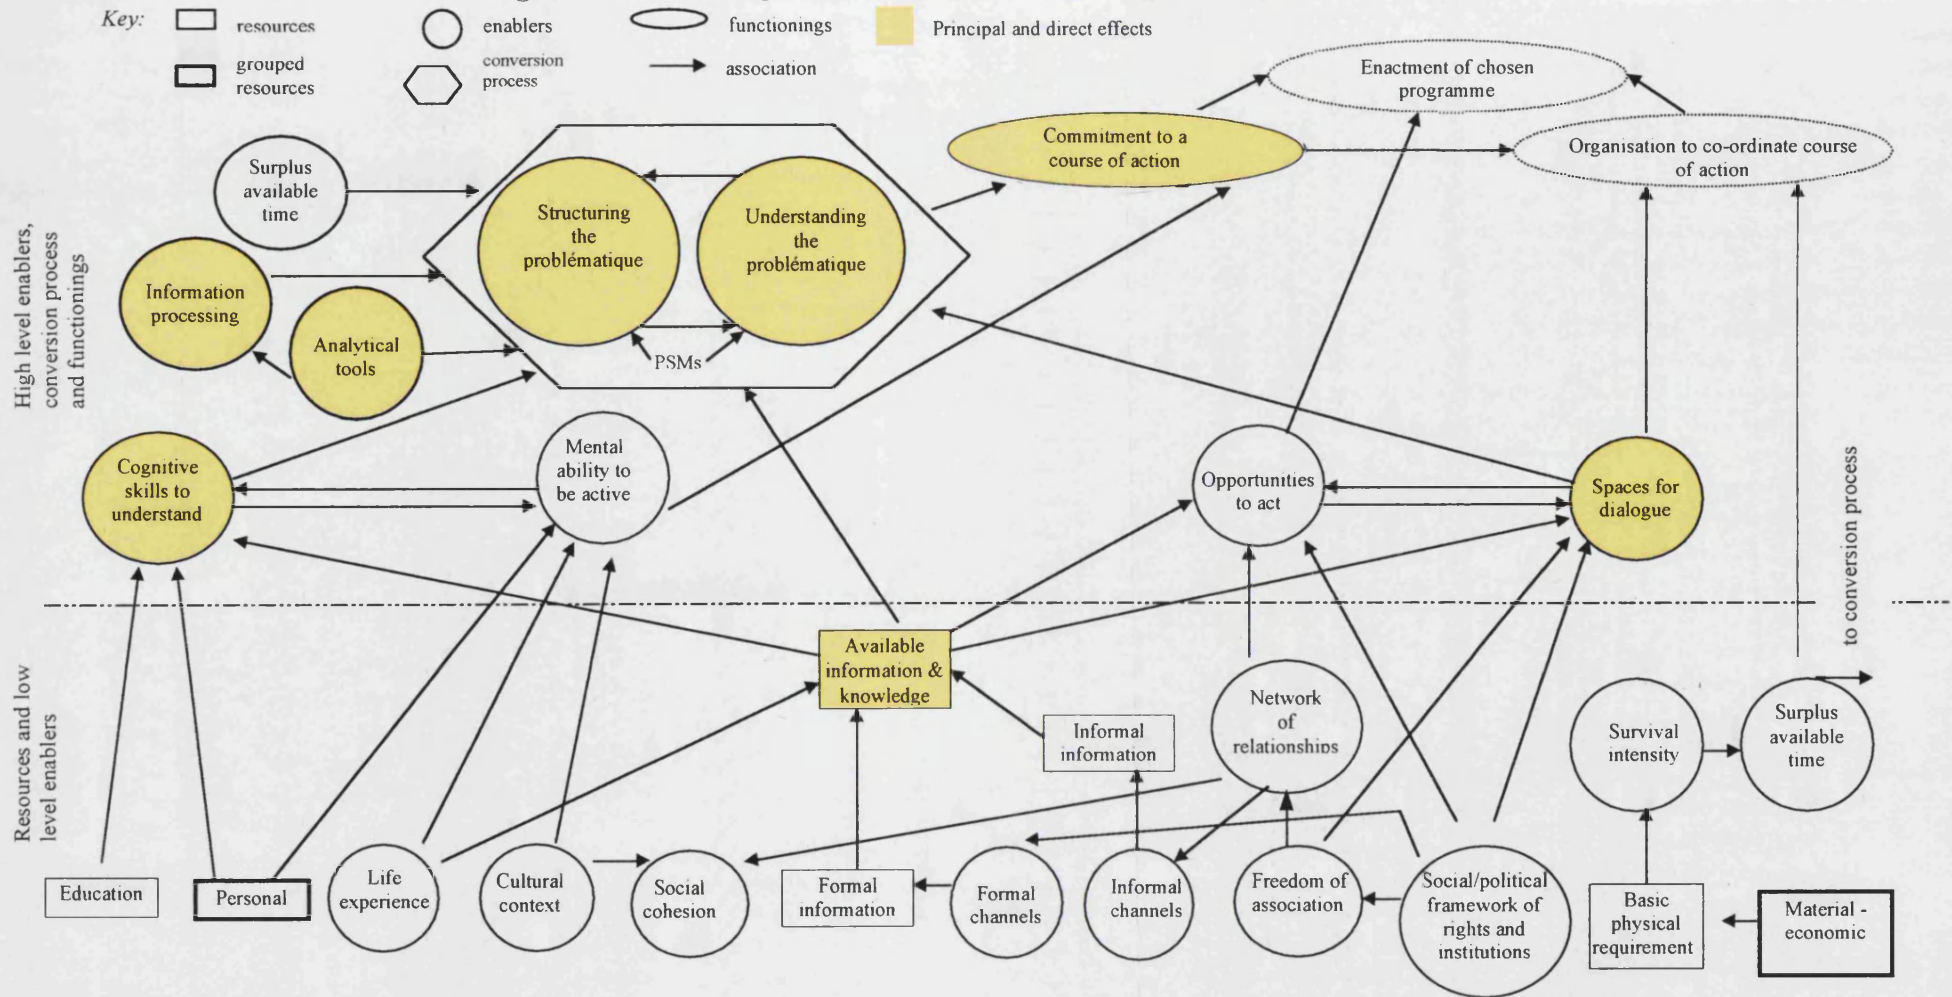 Key:
resources
enablers
functionings
Principal and direct effects
grouped
resources
conversion
process
association
High level enablers,
conversion process
and functionings
Enactment of chosen
programme
Commitment to a
course of action
Organisation to co-ordinate course
of action
Surplus
available
time
Structuring
the
problématique
Understanding
the
problématique
Information
processing
Analytical
tools
PSMs
Cognitive
skills to
understand
Mental
ability to
be active
Opportunities
to act
Spaces for
dialogue
to conversion process
Resources and low
level enablers
Available
information &
knowledge
Informal
information
Network
of
relationships
Survival
intensity
Surplus
available
time
Education
Personal
Life
experience
Cultural
context
Social
cohesion
Formal
information
Formal
channels
Informal
channels
Freedom of
association
Social/political
framework of
rights and
institutions
Basic
physical
requirement
Material -
economic